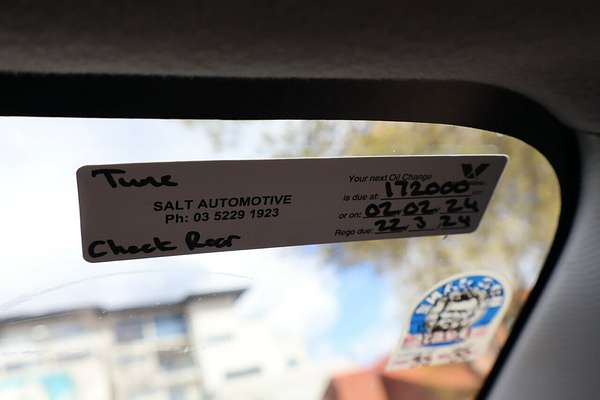 Tune
SALT AUTOMOTIVE
Ph: 03 5229 1923
Check Rear
Your next Oil Change
is due at: 172000
or on: 02.02.24
Rego due: 22.3.24